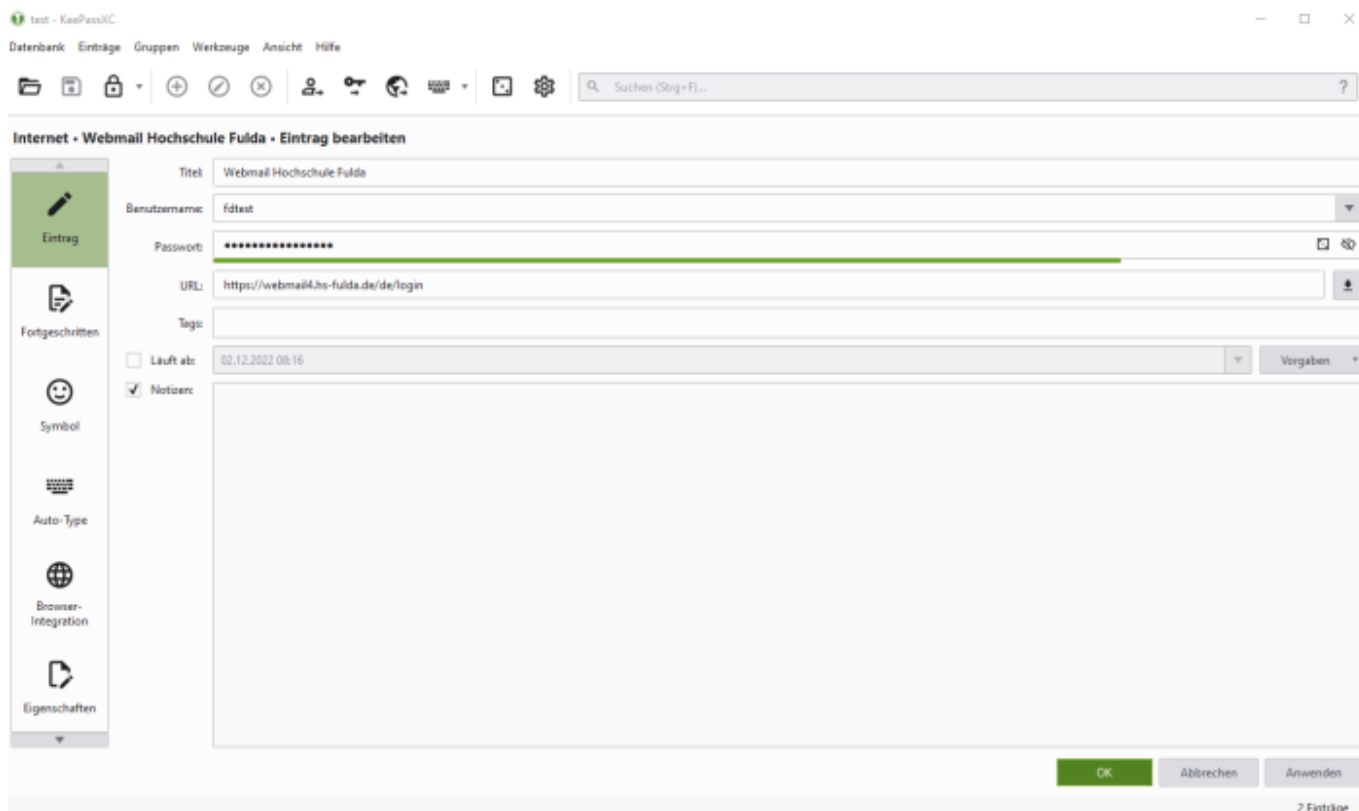 test - KeePassXC
Datenbank Einträge Gruppen Werkzeuge Ansicht Hilfe
Suchen (Strg+F)... ?
Internet • Webmail Hochschule Fulda • Eintrag bearbeiten
Eintrag
Fortgeschritten
Symbol
Auto-Type
Browser-
Integration
Eigenschaften
Titel: Webmail Hochschule Fulda
Benutzername: fdtest
Passwort: ••••••••••••••••
URL: https://webmail4.hs-fulda.de/de/login
Tags:
Läuft ab: 02.12.2022 08:16 Vorgaben
Notizen:
OK Abbrechen Anwenden
2 Einträge